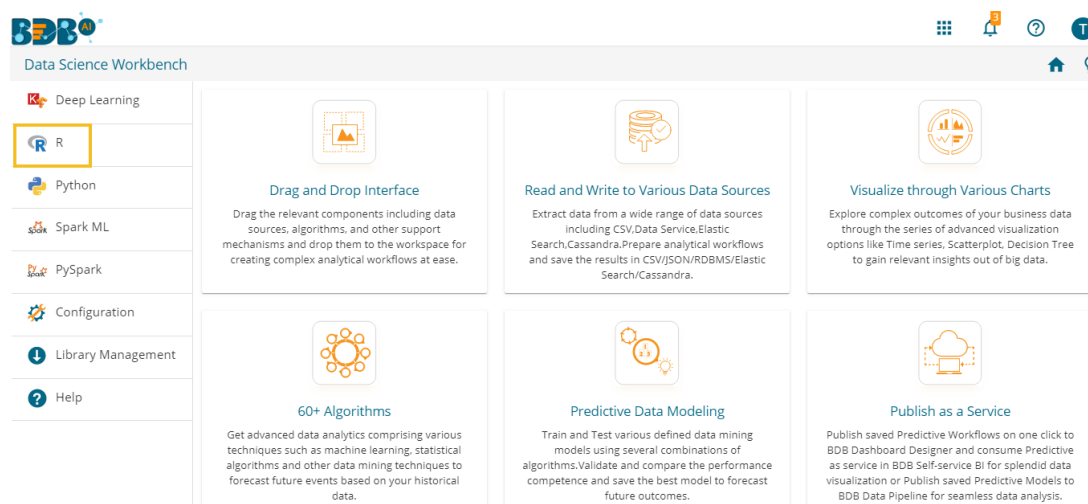 BDB AI
3
T
Data Science Workbench
Deep Learning
R
Python
Spark ML
PySpark
Configuration
Library Management
Help
Drag and Drop Interface
Drag the relevant components including data
sources, algorithms, and other support
mechanisms and drop them to the workspace for
creating complex analytical workflows at ease.
Read and Write to Various Data Sources
Extract data from a wide range of data sources
including CSV,Data Service,Elastic
Search,Cassandra.Prepare analytical workflows
and save the results in CSV/JSON/RDBMS/Elastic
Search/Cassandra.
Visualize through Various Charts
Explore complex outcomes of your business data
through the series of advanced visualization
options like Time series, Scatterplot, Decision Tree
to gain relevant insights out of big data.
60+ Algorithms
Get advanced data analytics comprising various
techniques such as machine learning, statistical
algorithms and other data mining techniques to
forecast future events based on your historical
data.
Predictive Data Modeling
Train and Test various defined data mining
models using several combinations of
algorithms.Validate and compare the performance
competence and save the best model to forecast
future outcomes.
Publish as a Service
Publish saved Predictive Workflows on one click to
BDB Dashboard Designer and consume Predictive
as service in BDB Self-service BI for splendid data
visualization or Publish saved Predictive Models to
BDB Data Pipeline for seamless data analysis.